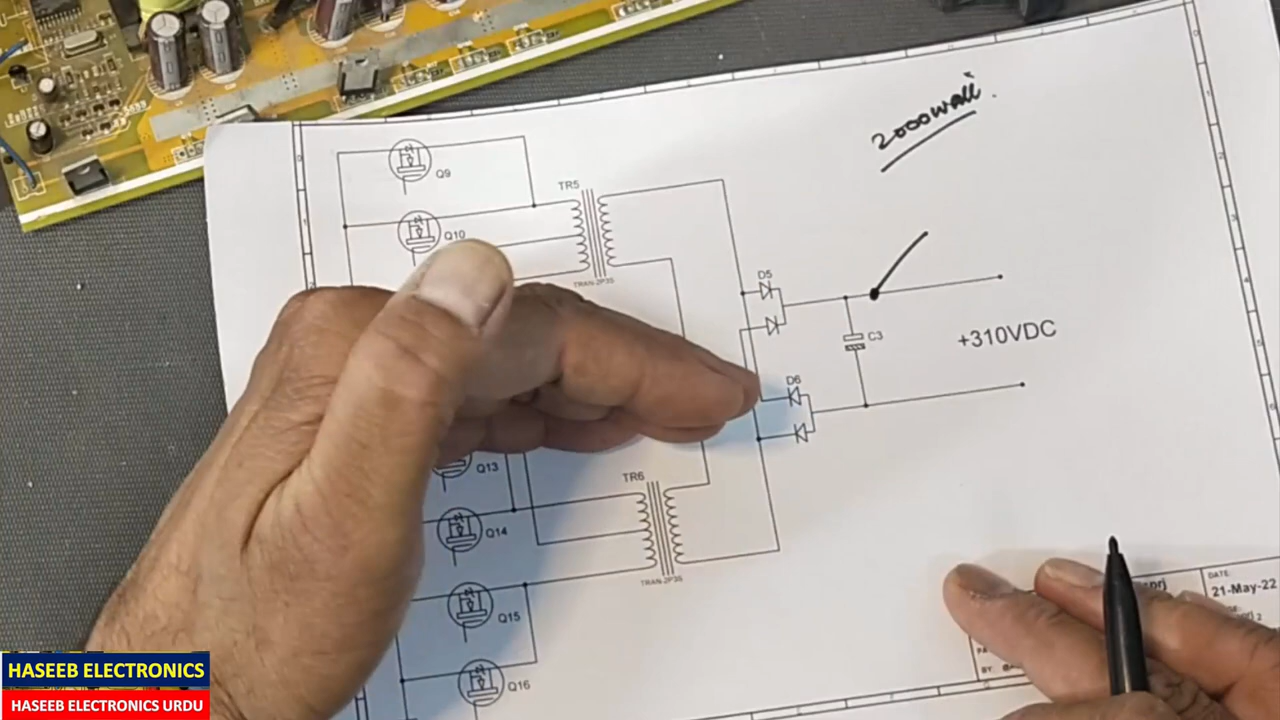 2000watt.
Q9
TR5
Q10
TRAN-2P3S
D5
C3
+310VDC
D6
Q13
TR6
Q14
TRAN-2P3S
Q15
Q16
DATE:
21-May-22
BY:
HASEEB ELECTRONICS
HASEEB ELECTRONICS URDU